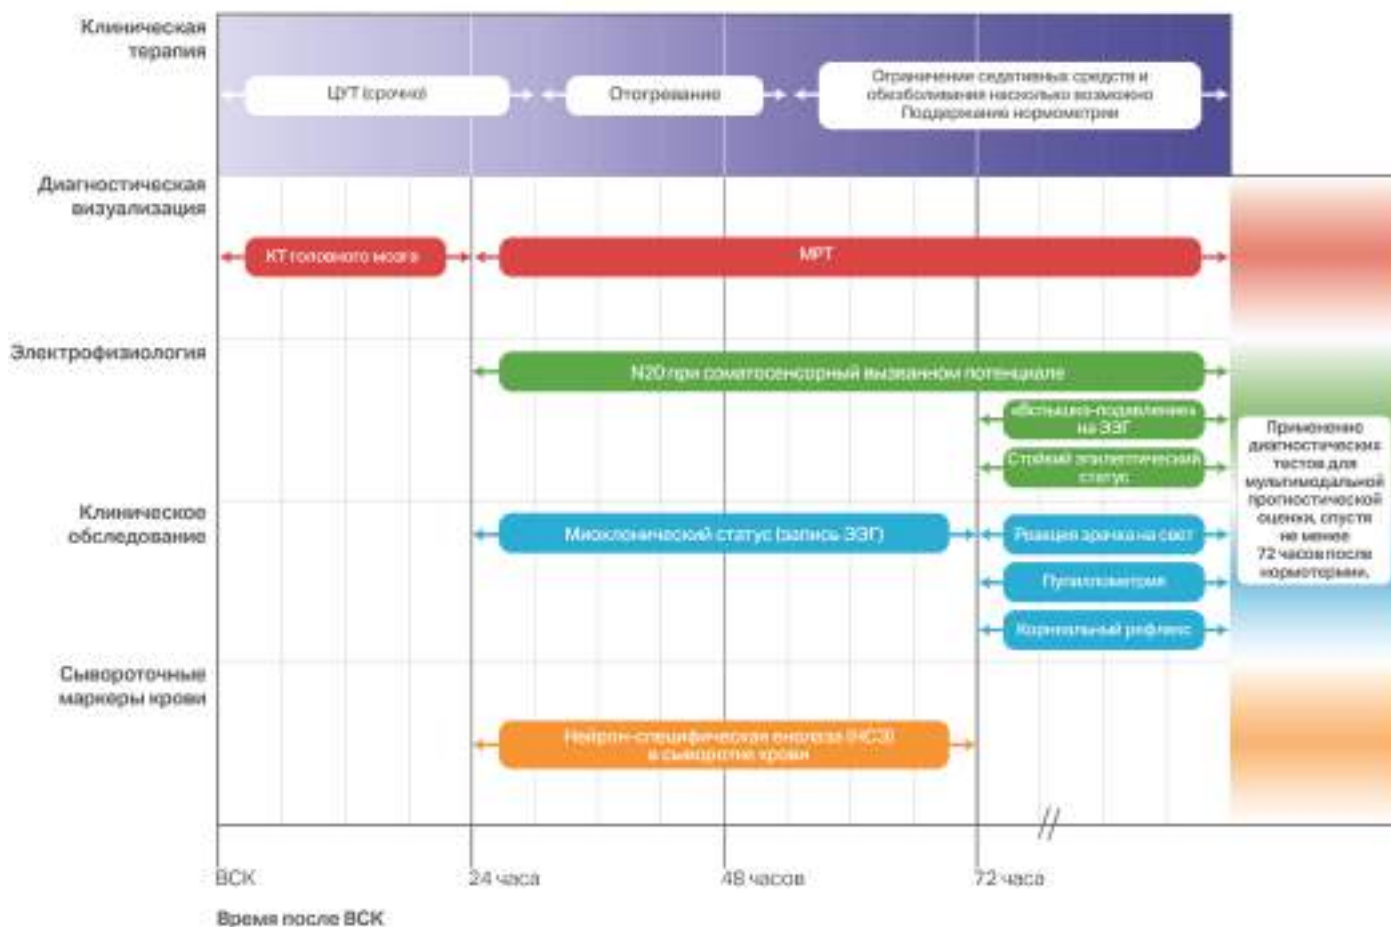 Клиническая
терапия
ЦУТ (срочно)
Отогревание
Ограничение седативных средств и
обезболивания насколько возможно
Поддержание нормометрии
Диагностическая
визуализация
КТ головного мозга
МРТ
Электрофизиология
N20 при соматосенсорный вызванном потенциале
«Вспышка-подавление»
на ЭЭГ
Стойкий эпилептический
статус
Применение
диагностических
тестов для
мультимодальной
прогностической
оценки, спустя
не менее
72 часов после
нормотермии.
Клиническое
обследование
Миоклонический статус (запись ЭЭГ)
Реакция зрачка на свет
Пупиллометрия
Корнеальный рефлекс
Сывороточные
маркеры крови
Нейрон-специфическая енолаза (НСЭ)
в сыворотке крови
ВСК
24 часа
48 часов
72 часа
Время после ВСК